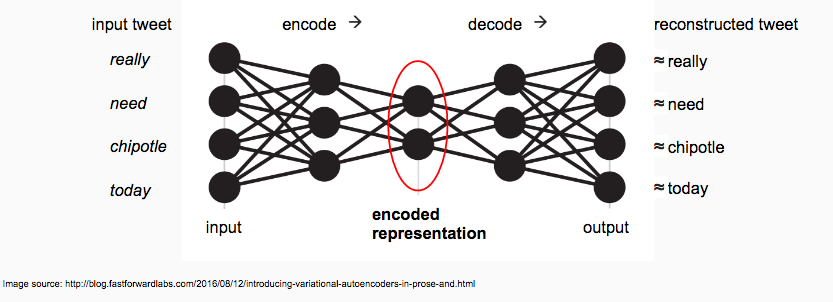 input tweet encode → decode → reconstructed tweet
really ≈ really
need ≈ need
chipotle ≈ chipotle
today ≈ today
input encoded representation output
Image source: http://blog.fastforwardlabs.com/2016/08/12/introducing-variational-autoencoders-in-prose-and.html